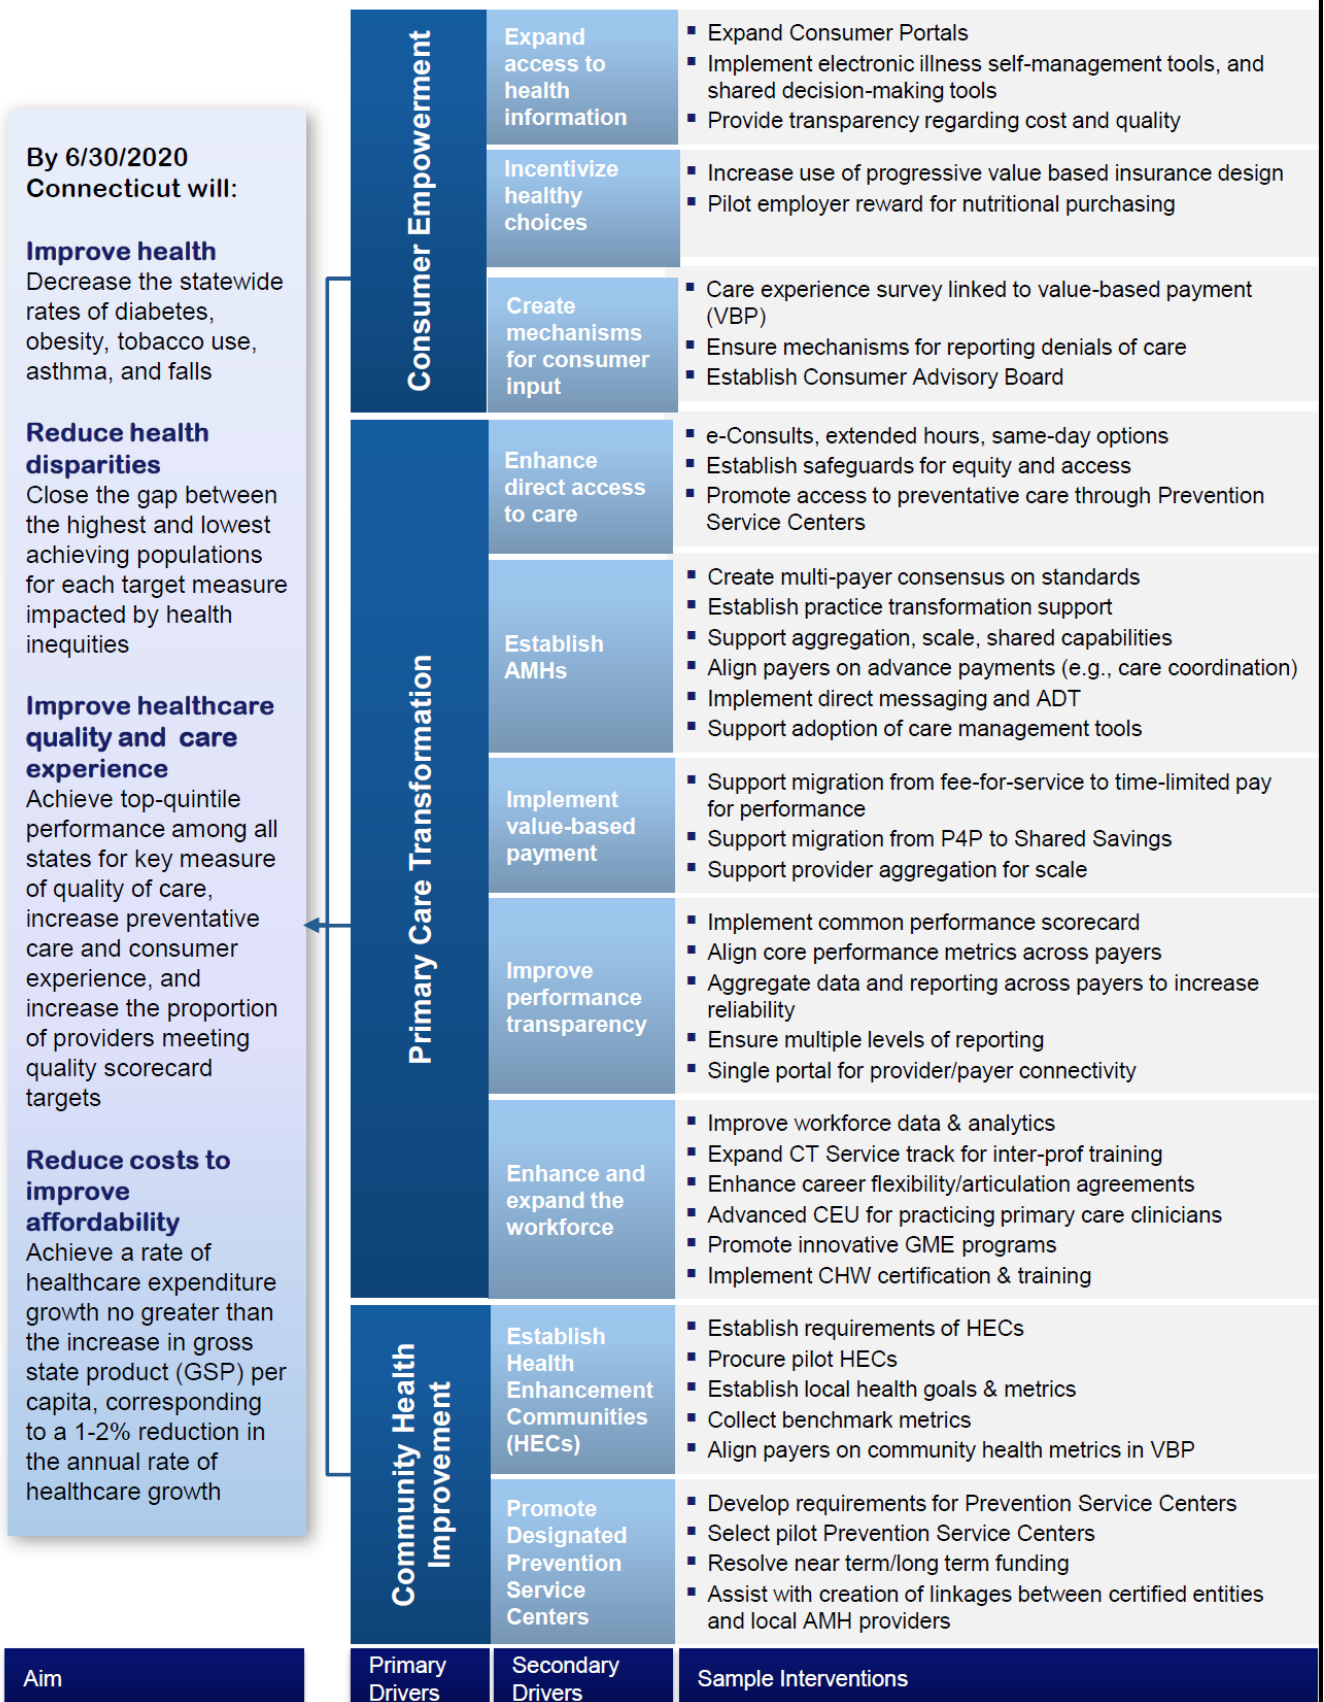 By 6/30/2020
Connecticut will:
Improve health
Decrease the statewide
rates of diabetes,
obesity, tobacco use,
asthma, and falls
Reduce health
disparities
Close the gap between
the highest and lowest
achieving populations
for each target measure
impacted by health
inequities
Improve healthcare
quality and care
experience
Achieve top-quintile
performance among all
states for key measure
of quality of care,
increase preventative
care and consumer
experience, and
increase the proportion
of providers meeting
quality scorecard
targets
Reduce costs to
improve
affordability
Achieve a rate of
healthcare expenditure
growth no greater than
the increase in gross
state product (GSP) per
capita, corresponding
to a 1-2% reduction in
the annual rate of
healthcare growth
Consumer Empowerment
Expand
access to
health
information
▪ Expand Consumer Portals
▪ Implement electronic illness self-management tools, and
shared decision-making tools
▪ Provide transparency regarding cost and quality
Incentivize
healthy
choices
▪ Increase use of progressive value based insurance design
▪ Pilot employer reward for nutritional purchasing
Create
mechanisms
for consumer
input
▪ Care experience survey linked to value-based payment
(VBP)
▪ Ensure mechanisms for reporting denials of care
▪ Establish Consumer Advisory Board
Primary Care Transformation
Enhance
direct access
to care
▪ e-Consults, extended hours, same-day options
▪ Establish safeguards for equity and access
▪ Promote access to preventative care through Prevention
Service Centers
Establish
AMHs
▪ Create multi-payer consensus on standards
▪ Establish practice transformation support
▪ Support aggregation, scale, shared capabilities
▪ Align payers on advance payments (e.g., care coordination)
▪ Implement direct messaging and ADT
▪ Support adoption of care management tools
Implement
value-based
payment
▪ Support migration from fee-for-service to time-limited pay
for performance
▪ Support migration from P4P to Shared Savings
▪ Support provider aggregation for scale
Improve
performance
transparency
▪ Implement common performance scorecard
▪ Align core performance metrics across payers
▪ Aggregate data and reporting across payers to increase
reliability
▪ Ensure multiple levels of reporting
▪ Single portal for provider/payer connectivity
Enhance and
expand the
workforce
▪ Improve workforce data & analytics
▪ Expand CT Service track for inter-prof training
▪ Enhance career flexibility/articulation agreements
▪ Advanced CEU for practicing primary care clinicians
▪ Promote innovative GME programs
▪ Implement CHW certification & training
Community Health
Improvement
Establish
Health
Enhancement
Communities
(HECs)
▪ Establish requirements of HECs
▪ Procure pilot HECs
▪ Establish local health goals & metrics
▪ Collect benchmark metrics
▪ Align payers on community health metrics in VBP
Promote
Designated
Prevention
Service
Centers
▪ Develop requirements for Prevention Service Centers
▪ Select pilot Prevention Service Centers
▪ Resolve near term/long term funding
▪ Assist with creation of linkages between certified entities
and local AMH providers
Aim
Primary
Drivers
Secondary
Drivers
Sample Interventions